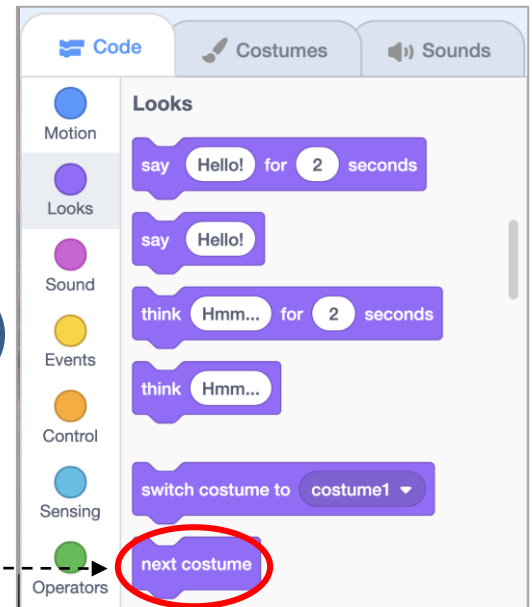 Code
Costumes
Sounds
Motion
Looks
Sound
Events
Control
Sensing
Operators
Looks
say Hello! for 2 seconds
say Hello!
think Hmm... for 2 seconds
think Hmm...
switch costume to costume1
next costume